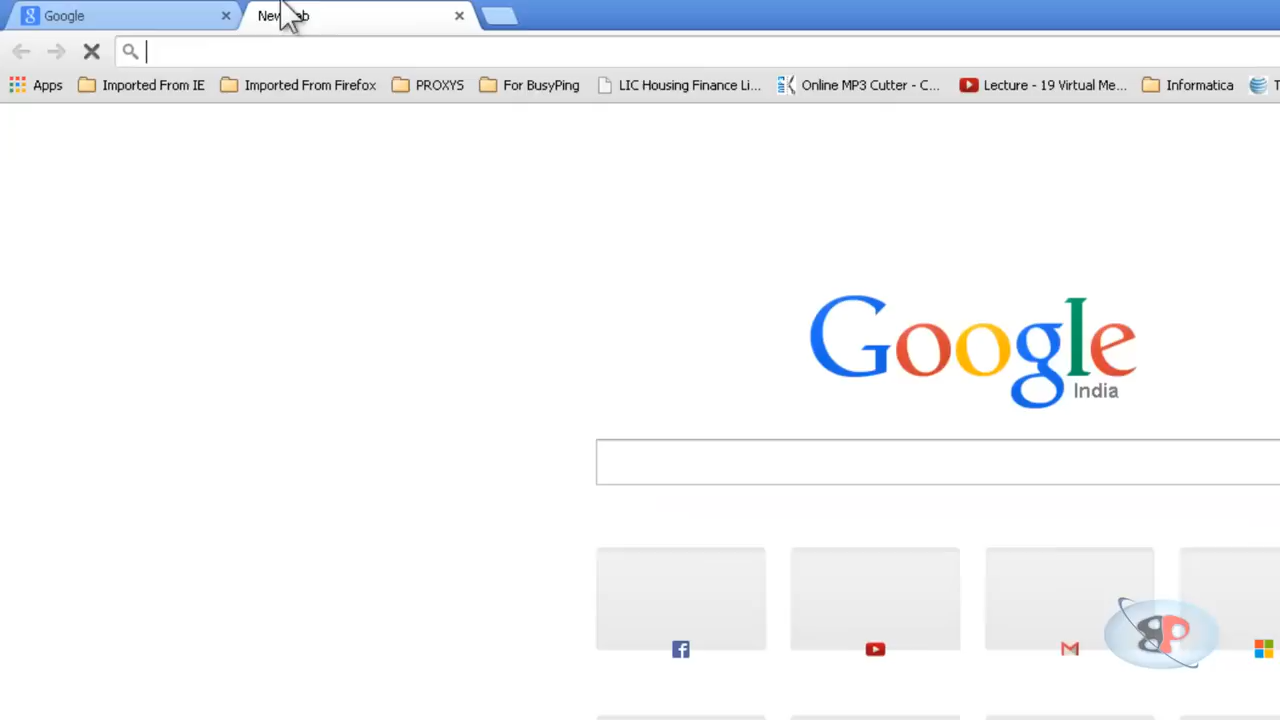 Google
New Tab
Apps Imported From IE Imported From Firefox PROXYS For BusyPing LIC Housing Finance Li... Online MP3 Cutter - C... Lecture - 19 Virtual Me... Informatica T
Google
India
BP